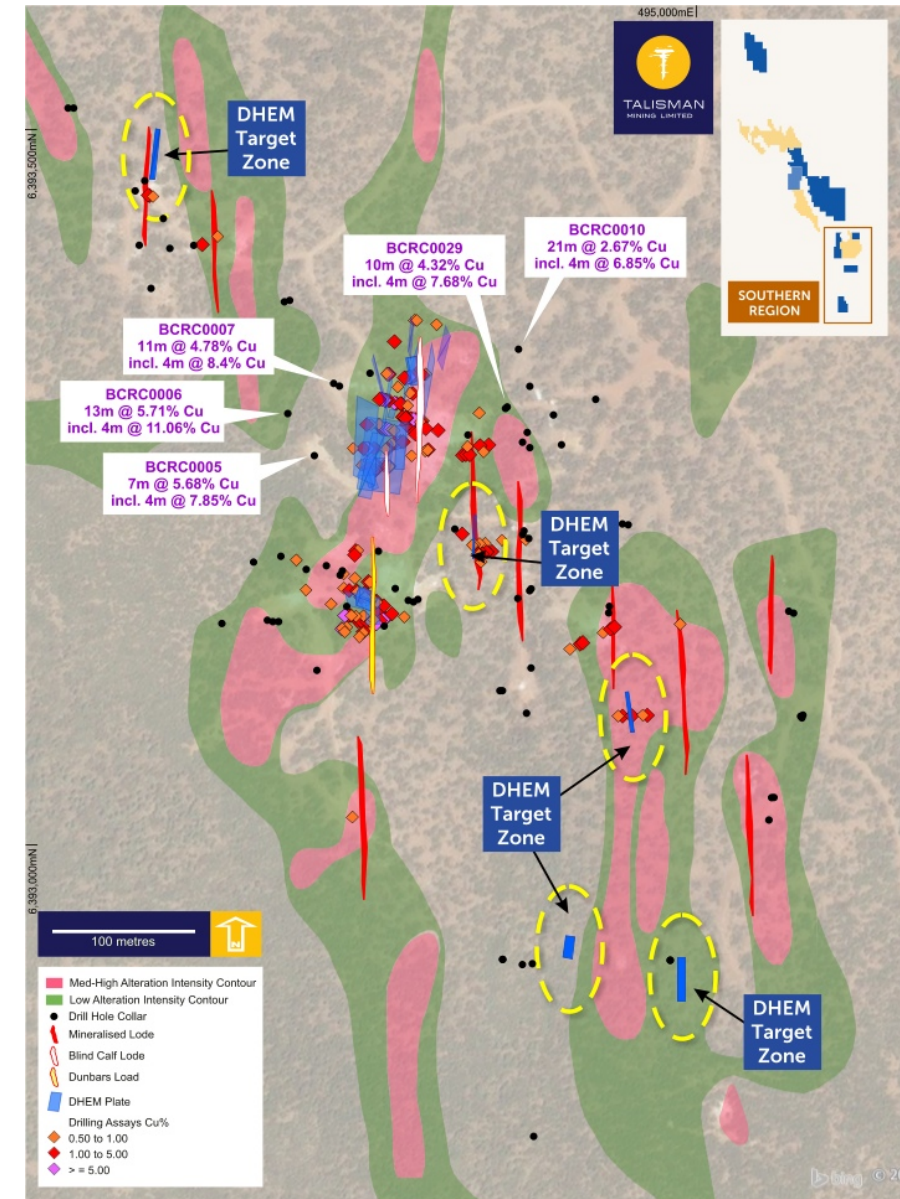 495,000mE
TALISMAN
MINING LIMITED
SOUTHERN
REGION
6,393,500mN
DHEM
Target
Zone
BCRC0010
21m @ 2.67% Cu
incl. 4m @ 6.85% Cu
BCRC0029
10m @ 4.32% Cu
incl. 4m @ 7.68% Cu
BCRC0007
11m @ 4.78% Cu
incl. 4m @ 8.4% Cu
BCRC0006
13m @ 5.71% Cu
incl. 4m @ 11.06% Cu
BCRC0005
7m @ 5.68% Cu
incl. 4m @ 7.85% Cu
DHEM
Target
Zone
DHEM
Target
Zone
6,393,000mN
DHEM
Target
Zone
100 metres
N
Med-High Alteration Intensity Contour
Low Alteration Intensity Contour
Drill Hole Collar
Mineralised Lode
Blind Calf Lode
Dunbars Load
DHEM Plate
Drilling Assays Cu%
0.50 to 1.00
1.00 to 5.00
> = 5.00
bing © 20